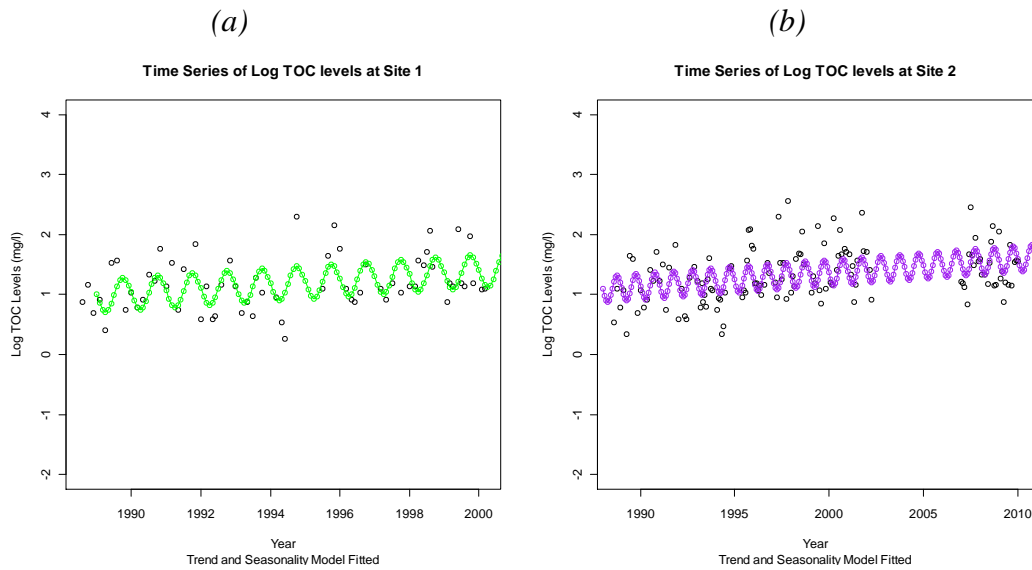 (a)
(b)
Time Series of Log TOC levels at Site 1
Time Series of Log TOC levels at Site 2
Log TOC Levels (mg/l)
4
3
2
1
0
-1
-2
1990 1992 1994 1996 1998 2000
Year
Trend and Seasonality Model Fitted
Log TOC Levels (mg/l)
4
3
2
1
0
-1
-2
1990 1995 2000 2005 2010
Year
Trend and Seasonality Model Fitted